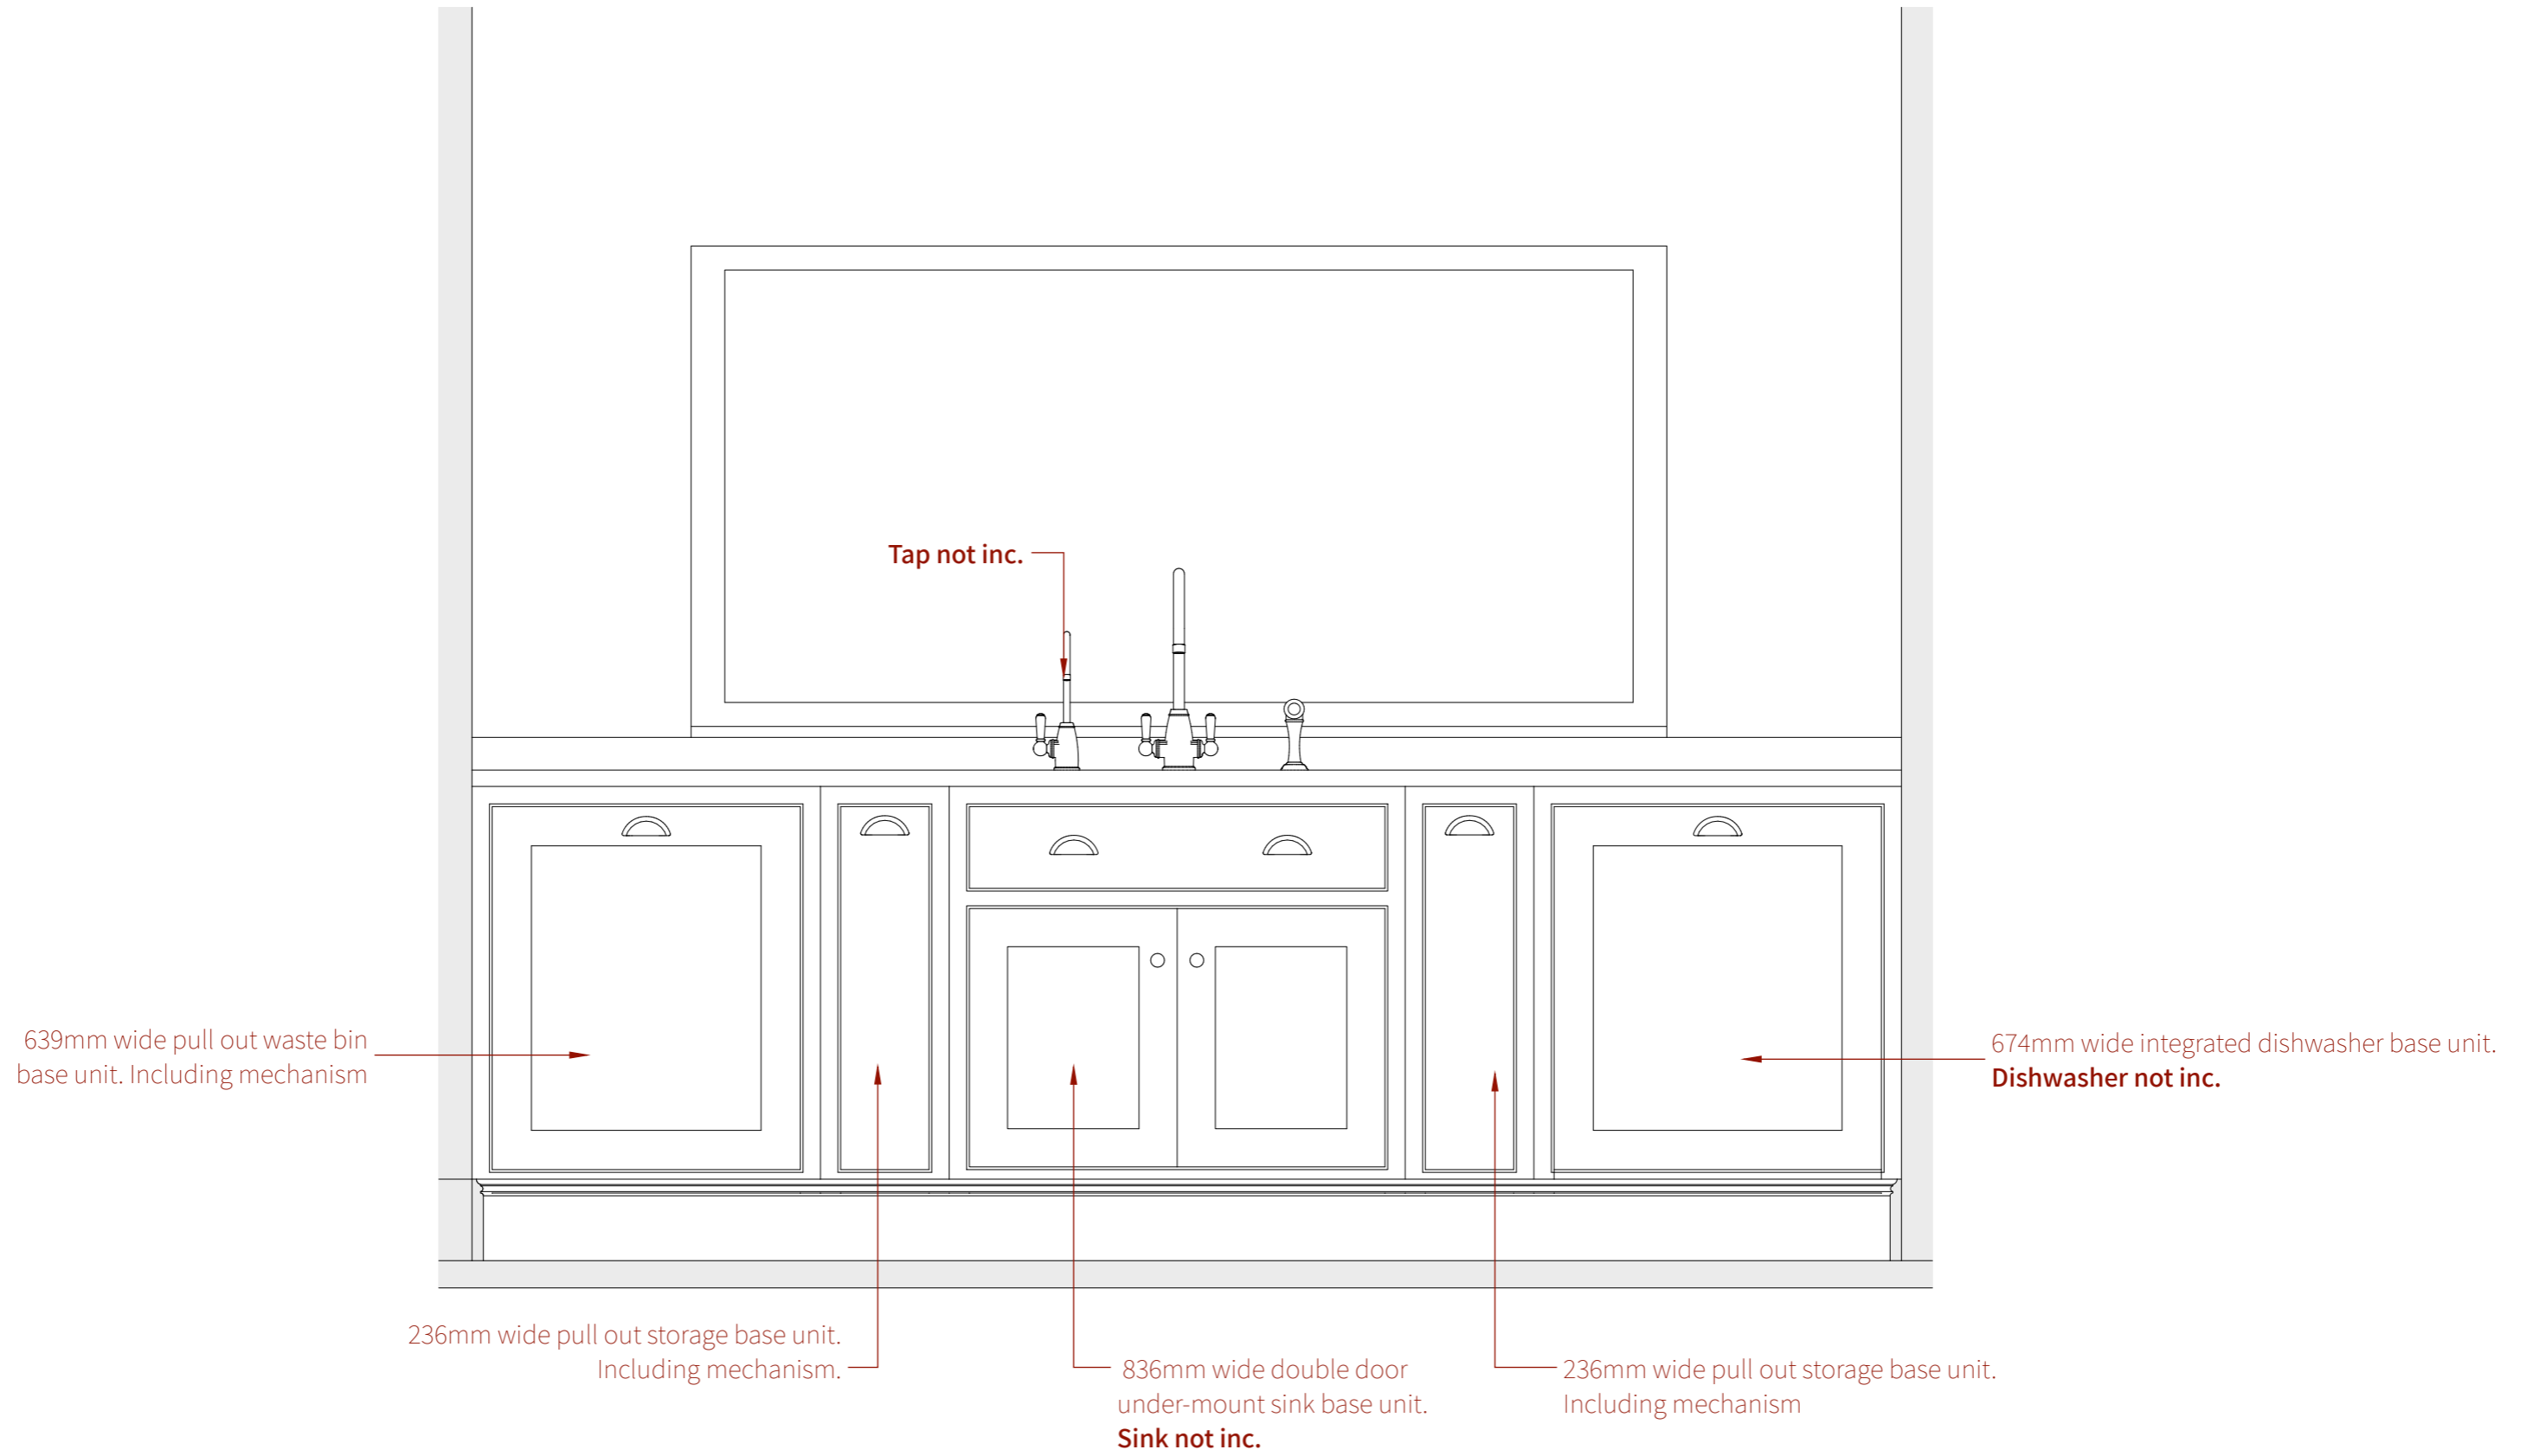 Tap not inc.
639mm wide pull out waste bin
base unit. Including mechanism
674mm wide integrated dishwasher base unit.
Dishwasher not inc.
236mm wide pull out storage base unit.
Including mechanism.
836mm wide double door
under-mount sink base unit.
Sink not inc.
236mm wide pull out storage base unit.
Including mechanism